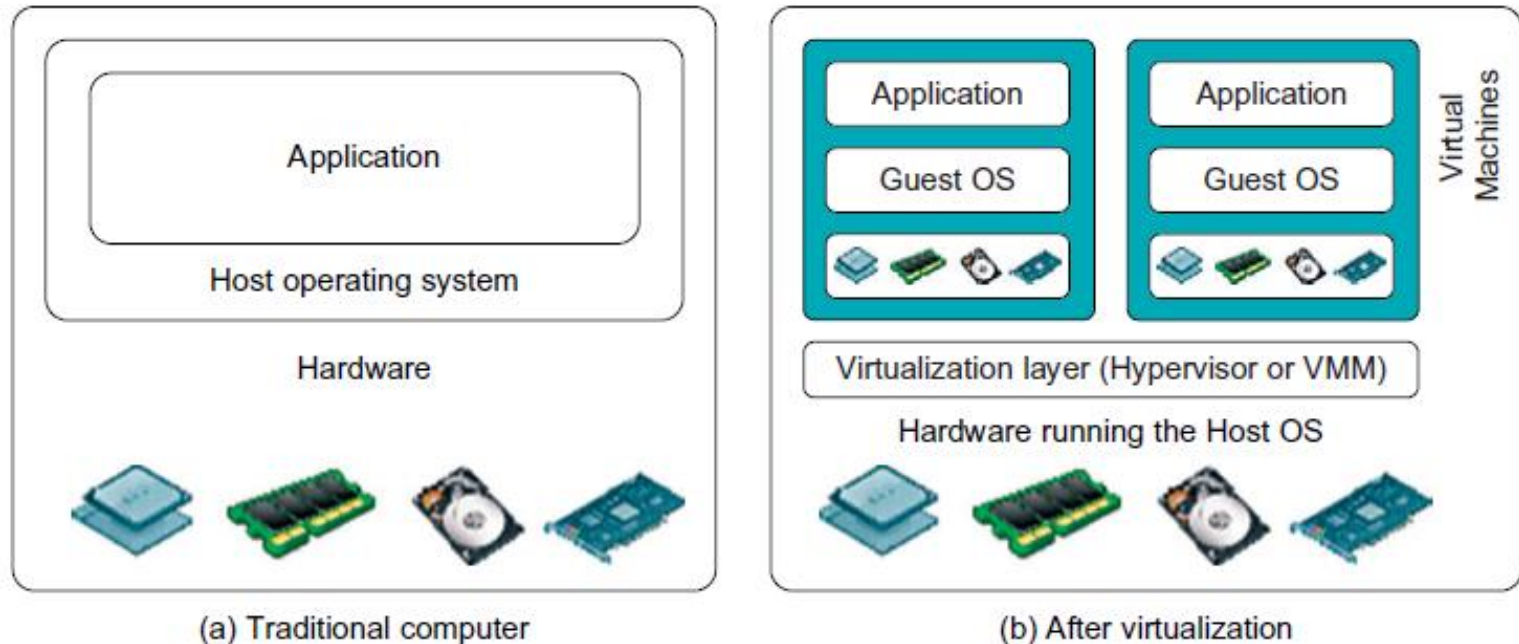 Application
Host operating system
Hardware
(a) Traditional computer
Application
Guest OS
Application
Guest OS
Virtual
Machines
Virtualization layer (Hypervisor or VMM)
Hardware running the Host OS
(b) After virtualization